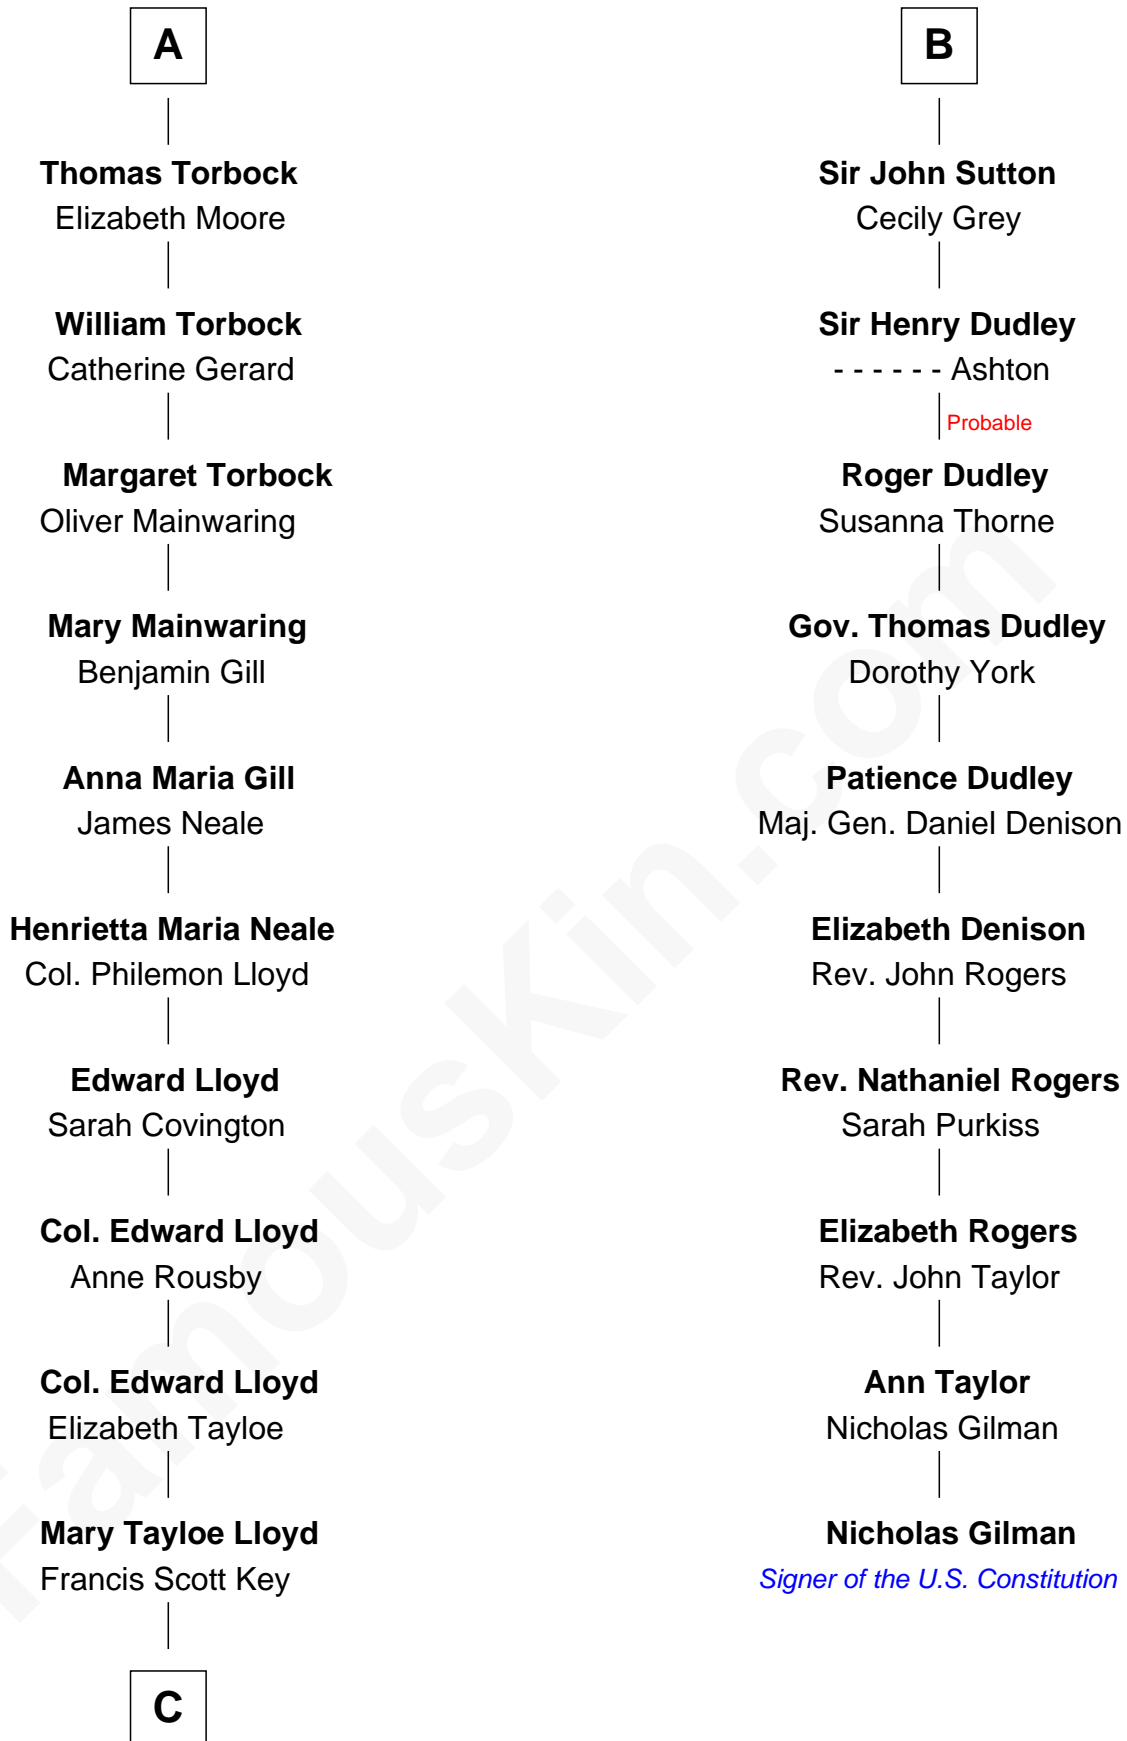 A
Thomas Torbock
Elizabeth Moore
William Torbock
Catherine Gerard
Margaret Torbock
Oliver Mainwaring
Mary Mainwaring
Benjamin Gill
Anna Maria Gill
James Neale
Henrietta Maria Neale
Col. Philemon Lloyd
Edward Lloyd
Sarah Covington
Col. Edward Lloyd
Anne Rousby
Col. Edward Lloyd
Elizabeth Tayloe
Mary Tayloe Lloyd
Francis Scott Key
C
B
Sir John Sutton
Cecily Grey
Sir Henry Dudley
- - - - - - Ashton
Probable
Roger Dudley
Susanna Thorne
Gov. Thomas Dudley
Dorothy York
Patience Dudley
Maj. Gen. Daniel Denison
Elizabeth Denison
Rev. John Rogers
Rev. Nathaniel Rogers
Sarah Purkiss
Elizabeth Rogers
Rev. John Taylor
Ann Taylor
Nicholas Gilman
Nicholas Gilman
Signer of the U.S. Constitution
FamousKin.com